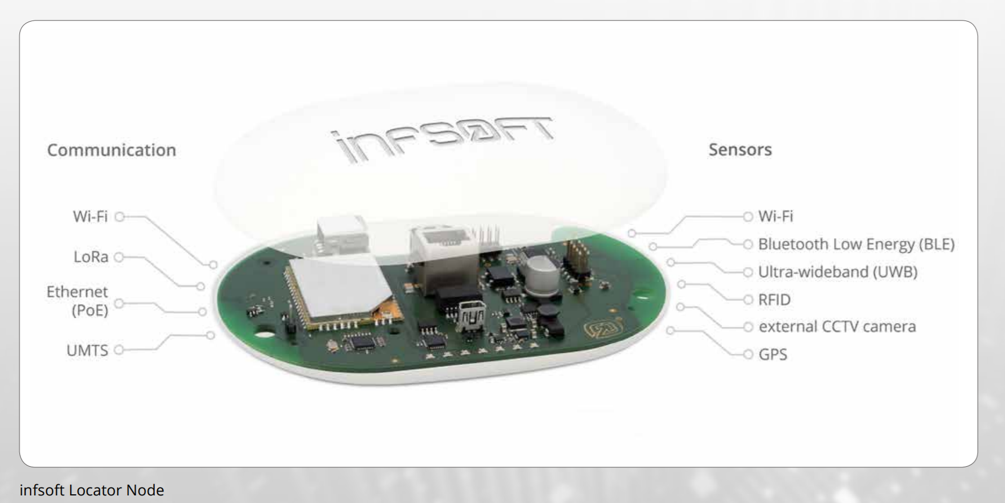 infsoft
Communication
Wi-Fi
LoRa
Ethernet
(PoE)
UMTS
Sensors
Wi-Fi
Bluetooth Low Energy (BLE)
Ultra-wideband (UWB)
RFID
external CCTV camera
GPS
infsoft Locator Node